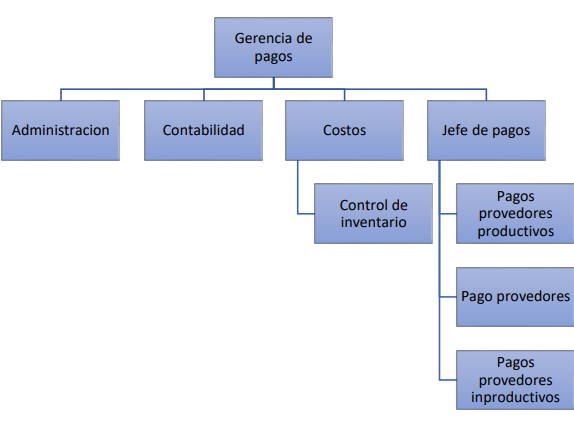 Gerencia de
pagos
Administracion
Contabilidad
Costos
Jefe de pagos
Control de
inventario
Pagos
provedores
productivos
Pago provedores
Pagos
provedores
inproductivos